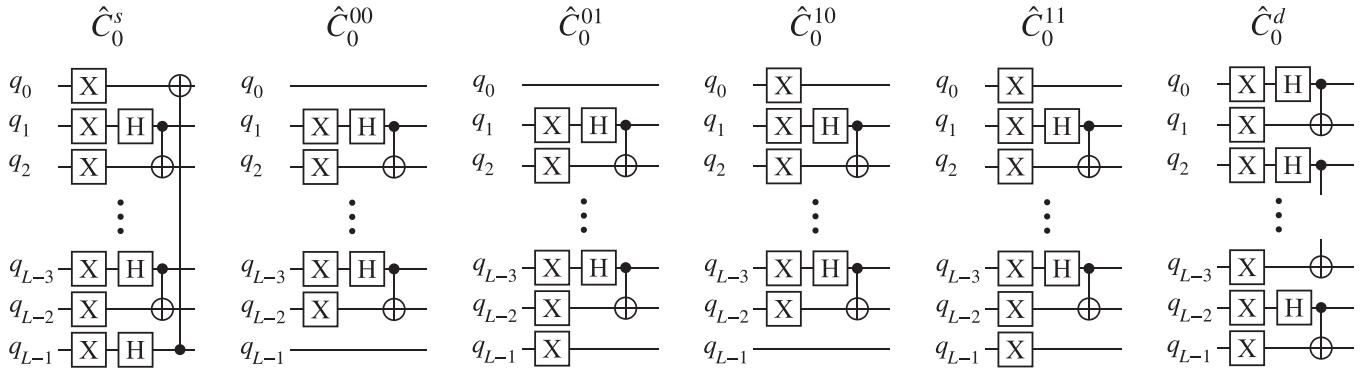 Ĉ₀ˢ Ĉ₀⁰⁰ Ĉ₀⁰¹ Ĉ₀¹⁰ Ĉ₀¹¹ Ĉ₀ᵈ
q₀ X q₀ q₀ q₀ X q₀ X q₀ X H
q₁ X H q₁ X H q₁ X H q₁ X H q₁ X H q₁ X
q₂ X q₂ X q₂ X q₂ X q₂ X q₂ X H
⋮ ⋮ ⋮ ⋮ ⋮ ⋮
q_{L−3} X H q_{L−3} X H q_{L−3} X H q_{L−3} X H q_{L−3} X H q_{L−3} X
q_{L−2} X q_{L−2} X q_{L−2} X q_{L−2} X q_{L−2} X q_{L−2} X H
q_{L−1} X H q_{L−1} q_{L−1} X q_{L−1} q_{L−1} X q_{L−1} X